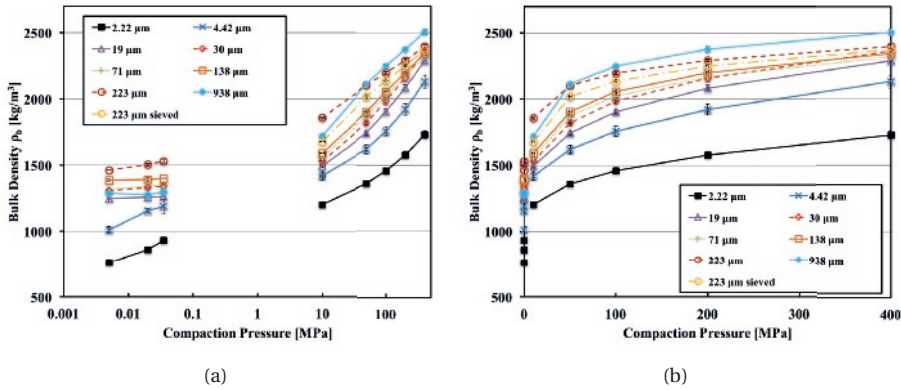 2.22 µm 4.42 µm
19 µm 30 µm
71 µm 138 µm
223 µm 938 µm
223 µm sieved
Bulk Density ρb [kg/m³]
2500
2000
1500
1000
500
0.001 0.01 0.1 1 10 100
Compaction Pressure [MPa]
(a)
Bulk Density ρb [kg/m³]
2500
2000
1500
1000
500
2.22 µm 4.42 µm
19 µm 30 µm
71 µm 138 µm
223 µm 938 µm
223 µm sieved
0 100 200 300 400
Compaction Pressure [MPa]
(b)